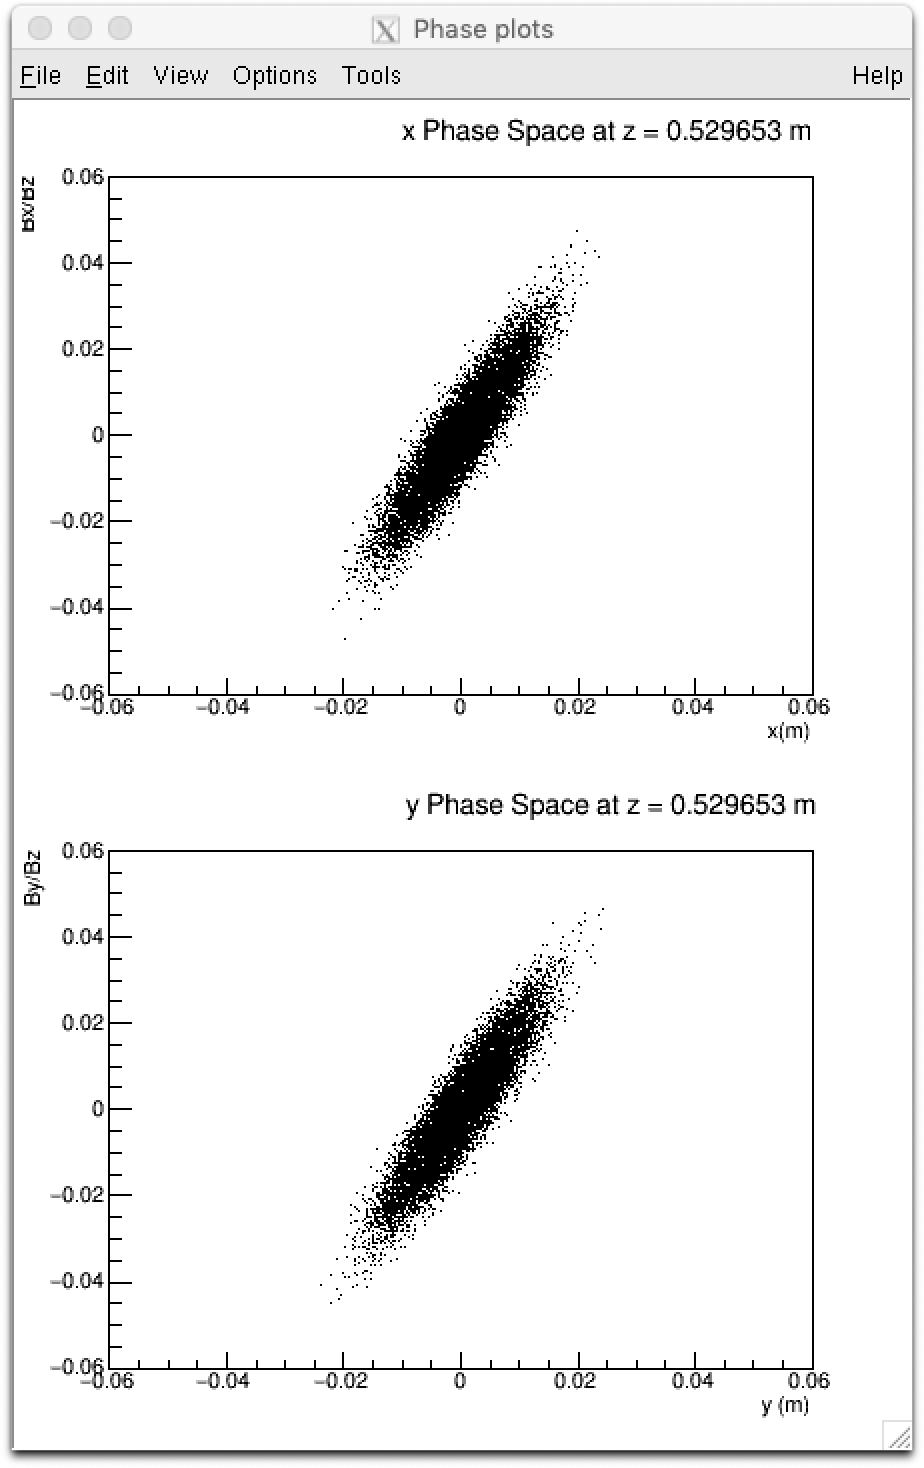 Phase plots
File Edit View Options Tools Help
x Phase Space at z = 0.529653 m
Bx/Bz
0.06
0.04
0.02
0
−0.02
−0.04
−0.06
−0.06 −0.04 −0.02 0 0.02 0.04 0.06
x(m)
y Phase Space at z = 0.529653 m
By/Bz
0.06
0.04
0.02
0
−0.02
−0.04
−0.06
−0.06 −0.04 −0.02 0 0.02 0.04 0.06
y (m)